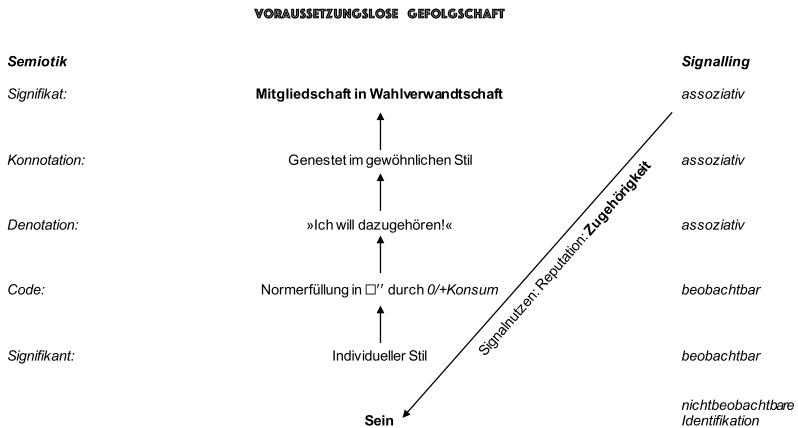 VORAUSSETZUNGSLOSE GEFOLGSCHAFT
Semiotik Signalling
Signifikat: Mitgliedschaft in Wahlverwandtschaft assoziativ
Konnotation: Genestet im gewöhnlichen Stil assoziativ
Denotation: »Ich will dazugehören!« assoziativ
Signalnutzen: Reputation: Zugehörigkeit
Code: Normerfüllung in □′′ durch 0/+Konsum beobachtbar
Signifikant: Individueller Stil beobachtbar
nichtbeobachtbare
Sein Identifikation